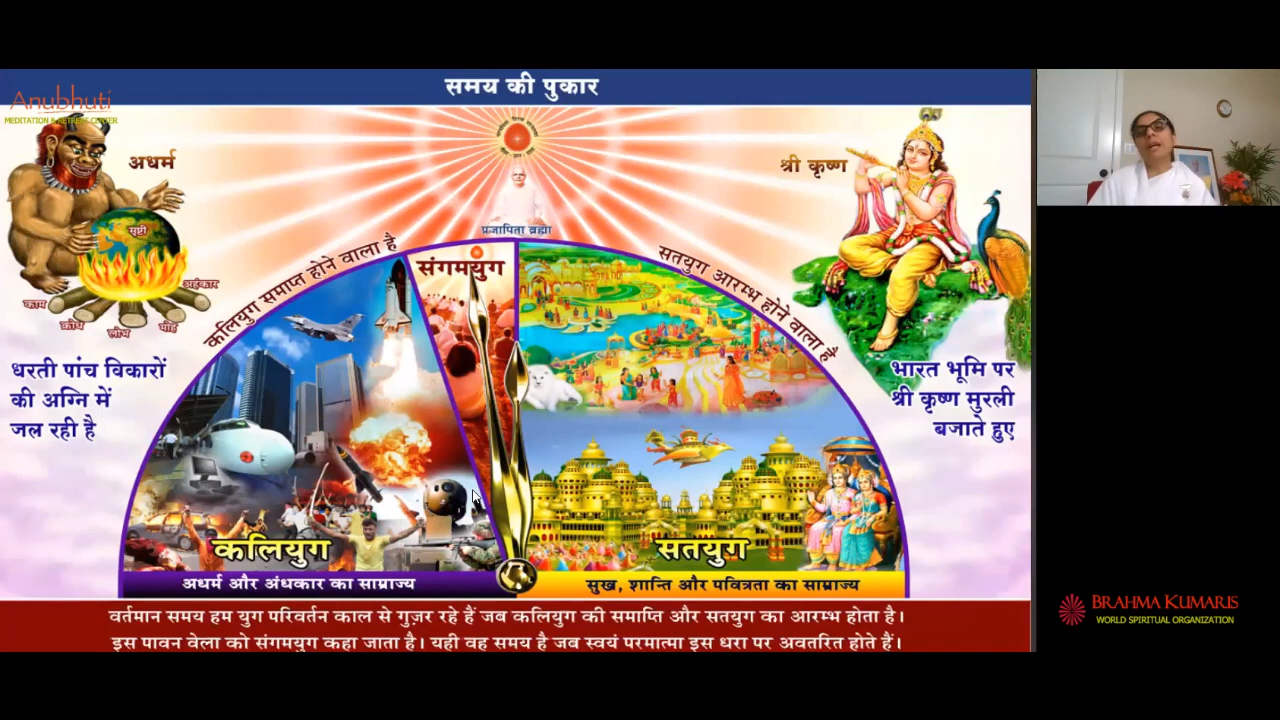 समय की पुकार
Anubhuti
MEDITATION & RETREAT CENTER
अधर्म
सृष्टी
अहंकार
काम
क्रोध
लोभ
मोह
धरती पांच विकारों
की अग्नि में
जल रही है
प्रजापिता ब्रह्मा
कलियुग समाप्त होने वाला है
संगमयुग
सतयुग आरम्भ होने वाला है
श्री कृष्ण
भारत भूमि पर
श्री कृष्ण मुरली
बजाते हुए
कलियुग
सतयुग
अधर्म और अंधकार का साम्राज्य
सुख, शान्ति और पवित्रता का साम्राज्य
वर्तमान समय हम युग परिवर्तन काल से गुज़र रहे हैं जब कलियुग की समाप्ति और सतयुग का आरम्भ होता है।
इस पावन वेला को संगमयुग कहा जाता है। यही वह समय है जब स्वयं परमात्मा इस धरा पर अवतरित होते हैं।
BRAHMA KUMARIS
WORLD SPIRITUAL ORGANIZATION